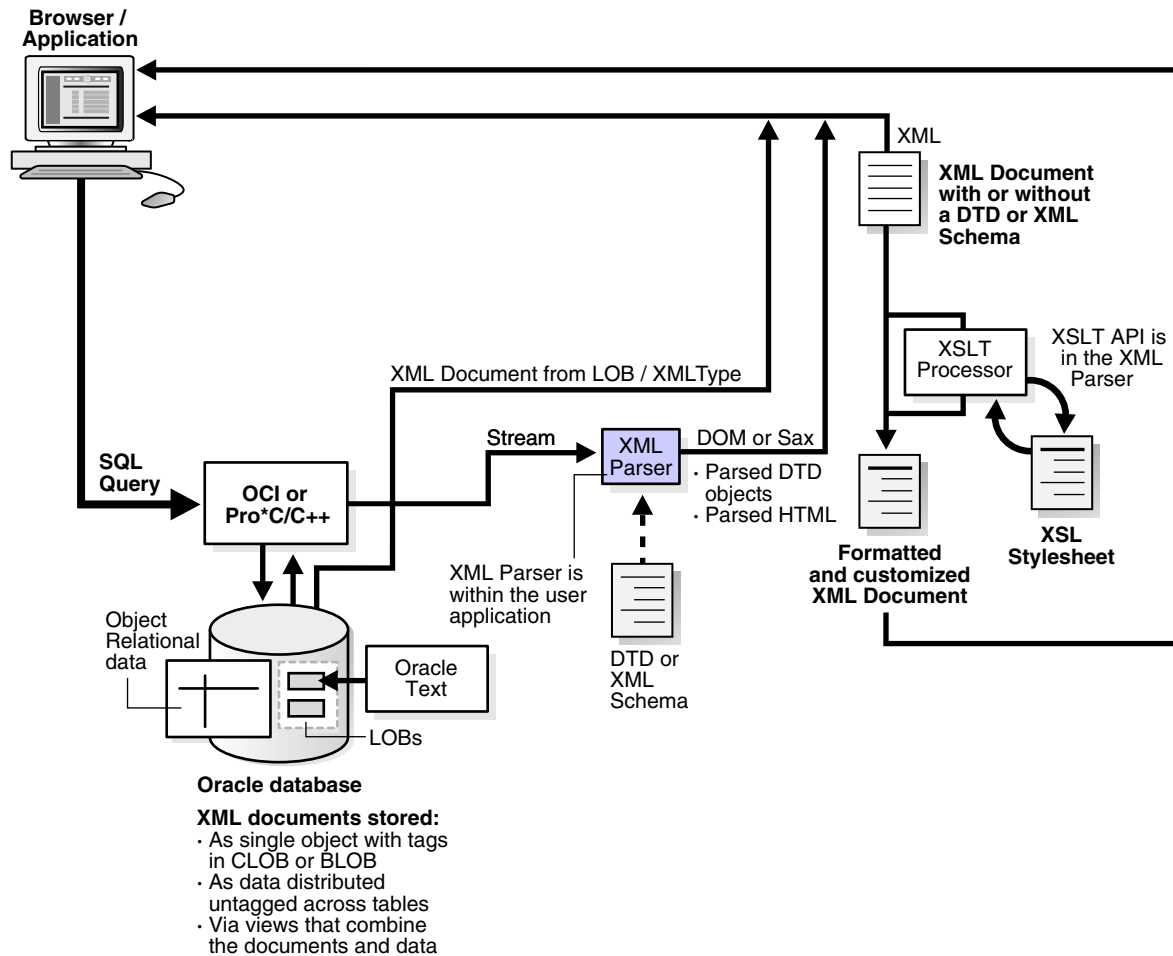 Browser /
Application
XML
XML Document
with or without
a DTD or XML
Schema
XSLT
Processor
XSLT API is
in the XML
Parser
XML Document from LOB / XMLType
Stream
XML
Parser
DOM or Sax
· Parsed DTD
objects
· Parsed HTML
SQL
Query
OCI or
Pro*C/C++
XSL
Stylesheet
Formatted
and customized
XML Document
XML Parser is
within the user
application
Object
Relational
data
Oracle
Text
DTD or
XML
Schema
LOBs
Oracle database
XML documents stored:
· As single object with tags
in CLOB or BLOB
· As data distributed
untagged across tables
· Via views that combine
the documents and data